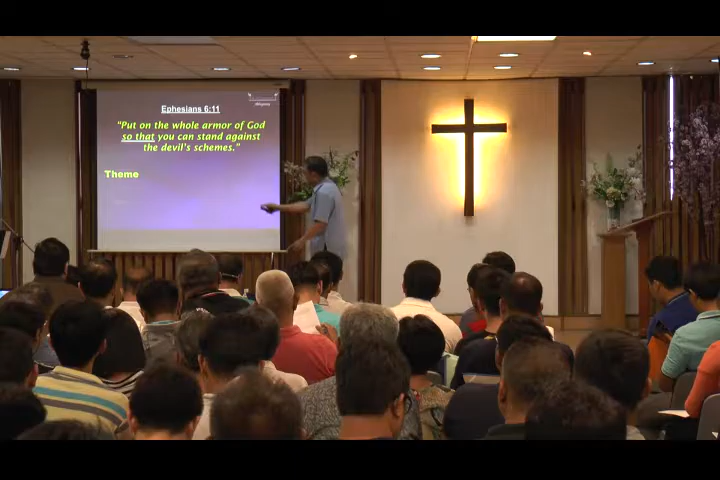 Ephesians 6:11
"Put on the whole armor of God
so that you can stand against
the devil's schemes."
Theme